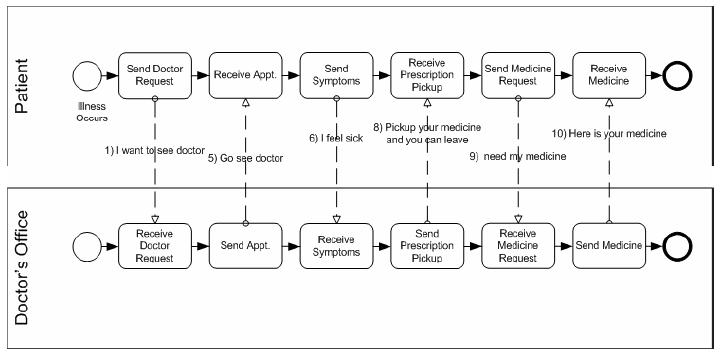 Patient
Send Doctor
Request
Receive Appt.
Send
Symptoms
Receive
Prescription
Pickup
Send Medicine
Request
Receive
Medicine
Illness
Occurs
1) I want to see doctor
5) Go see doctor
6) I feel sick
8) Pickup your medicine
and you can leave
9) need my medicine
10) Here is your medicine
Doctor's Office
Receive
Doctor
Request
Send Appt.
Receive
Symptoms
Send
Prescription
Pickup
Receive
Medicine
Request
Send Medicine